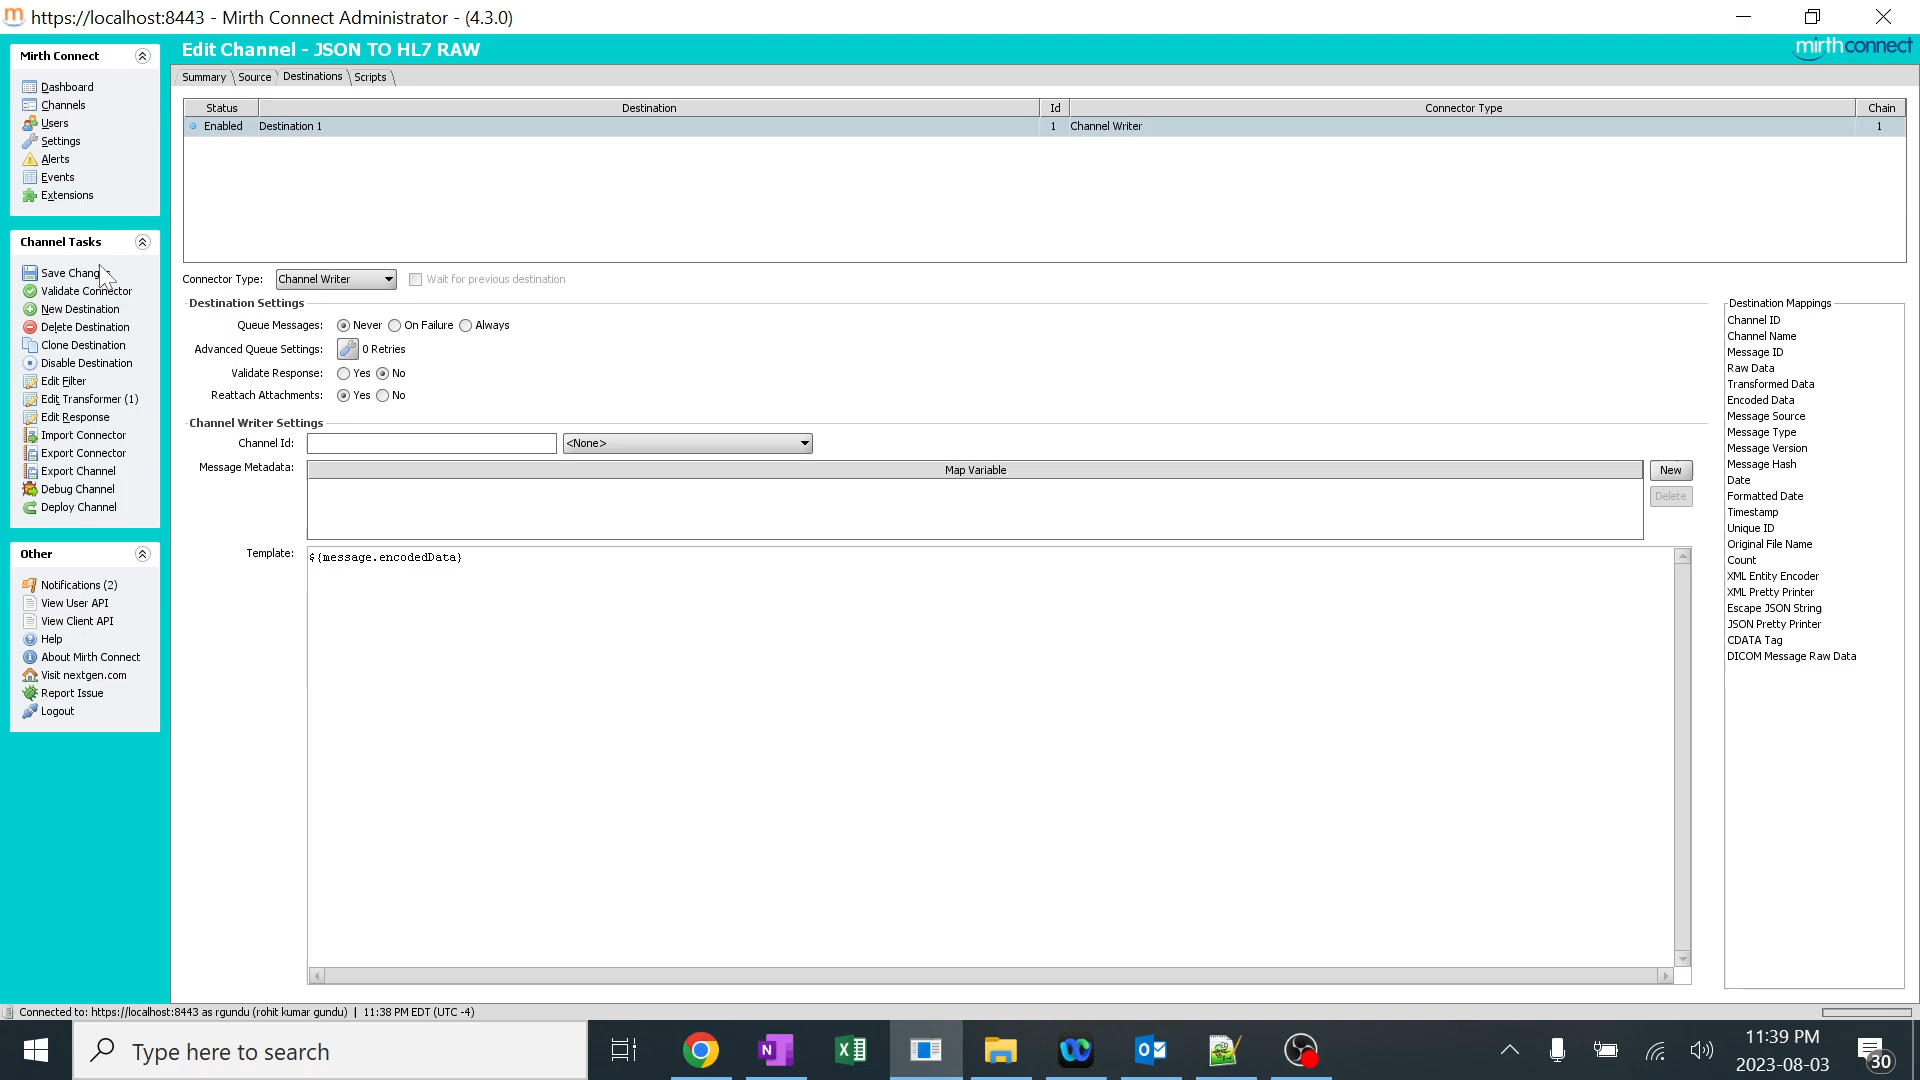 https://localhost:8443 - Mirth Connect Administrator - (4.3.0)
Mirth Connect
Dashboard
Channels
Users
Settings
Alerts
Events
Extensions
Channel Tasks
Validate Connector
New Destination
Delete Destination
Clone Destination
Disable Destination
Edit Filter
Edit Transformer (1)
Edit Response
Import Connector
Export Connector
Export Channel
Debug Channel
Deploy Channel
Other
Notifications (2)
View User API
View Client API
Help
About Mirth Connect
Visit nextgen.com
Report Issue
Logout
Edit Channel - JSON TO HL7 RAW
mirthconnect
Summary Source Destinations Scripts
Status Destination Id Connector Type Chain
Enabled Destination 1 1 Channel Writer 1
Connector Type: Channel Writer Wait for previous destination
Destination Settings
Queue Messages: Never On Failure Always
Advanced Queue Settings: 0 Retries
Validate Response: Yes No
Reattach Attachments: Yes No
Channel Writer Settings
Channel Id: <None>
Message Metadata: Map Variable New
Delete
Template: ${message.encodedData}
Destination Mappings
Channel ID
Channel Name
Message ID
Raw Data
Transformed Data
Encoded Data
Message Source
Message Type
Message Version
Message Hash
Date
Formatted Date
Timestamp
Unique ID
Original File Name
Count
XML Entity Encoder
XML Pretty Printer
Escape JSON String
JSON Pretty Printer
CDATA Tag
DICOM Message Raw Data
Connected to: https://localhost:8443 as rgundu (rohit kumar gundu) | 11:38 PM EDT (UTC -4)
Type here to search
11:39 PM
2023-08-03
30